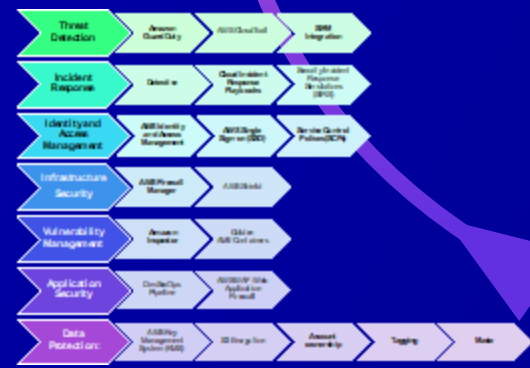 Threat
Detection
Amazon
GuardDuty
AWS CloudTrail
SIEM
Integration
Incident
Response
Detective
Cloud Incident
Response
Playbooks
Security Incident
Response
Simulations
(SIRS)
Identity and
Access
Management
AWS Identity
and Access
Management
AWS Single
Sign-on (SSO)
Service Control
Policies (SCPs)
Infrastructure
Security
AWS Firewall
Manager
AWS Shield
Vulnerability
Management
Amazon
Inspector
AWS Containers
Application
Security
DevSecOps
Pipeline
AWS WAF - Web
Application
Firewall
Data
Protection:
AWS Key
Management
System (KMS)
S3 Encryption
Account
ownership
Tagging
Macie